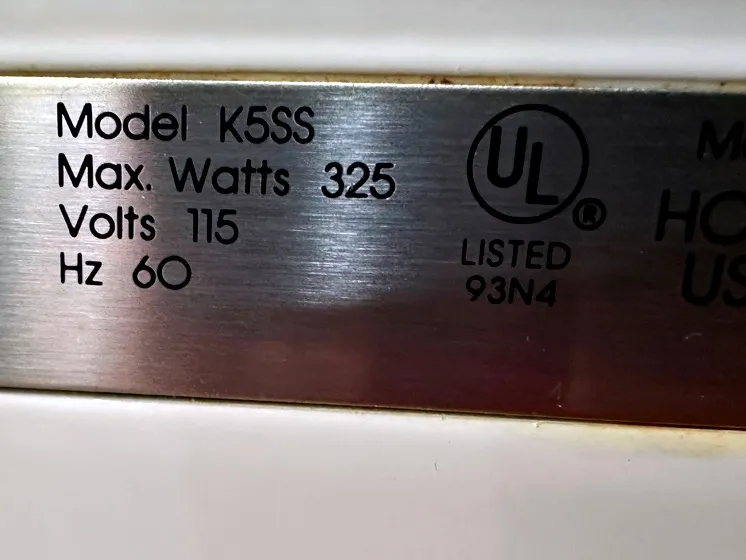 Model K5SS
Max. Watts 325
Volts 115
Hz 60
UL
®
LISTED
93N4